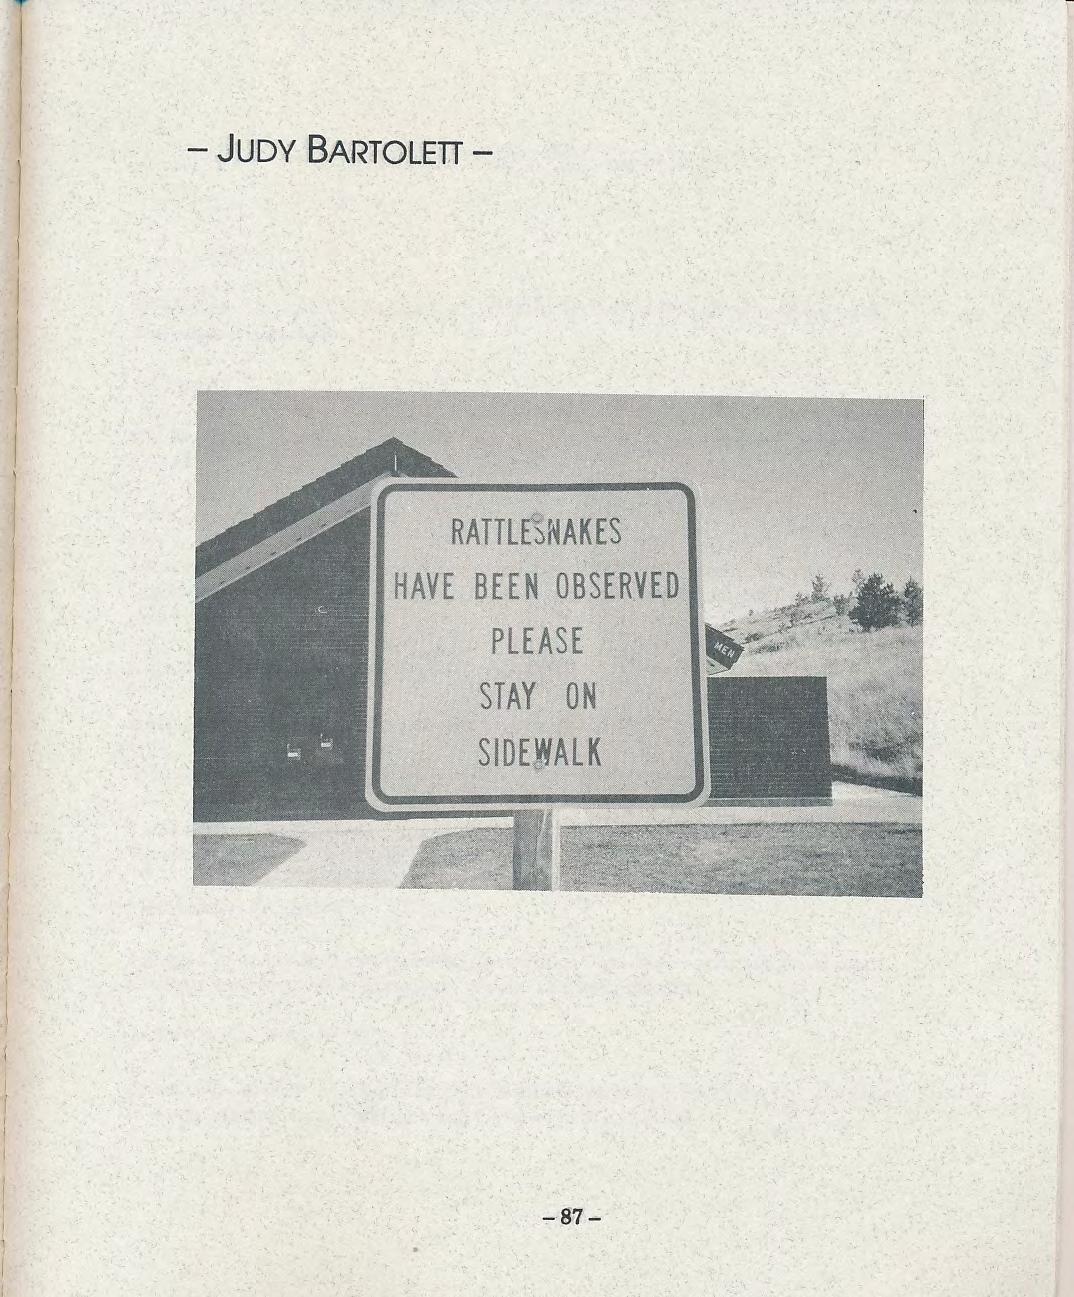 – JUDY BARTOLETT –
RATTLESNAKES
HAVE BEEN OBSERVED
PLEASE
STAY ON
SIDEWALK
MEN
– 87 –